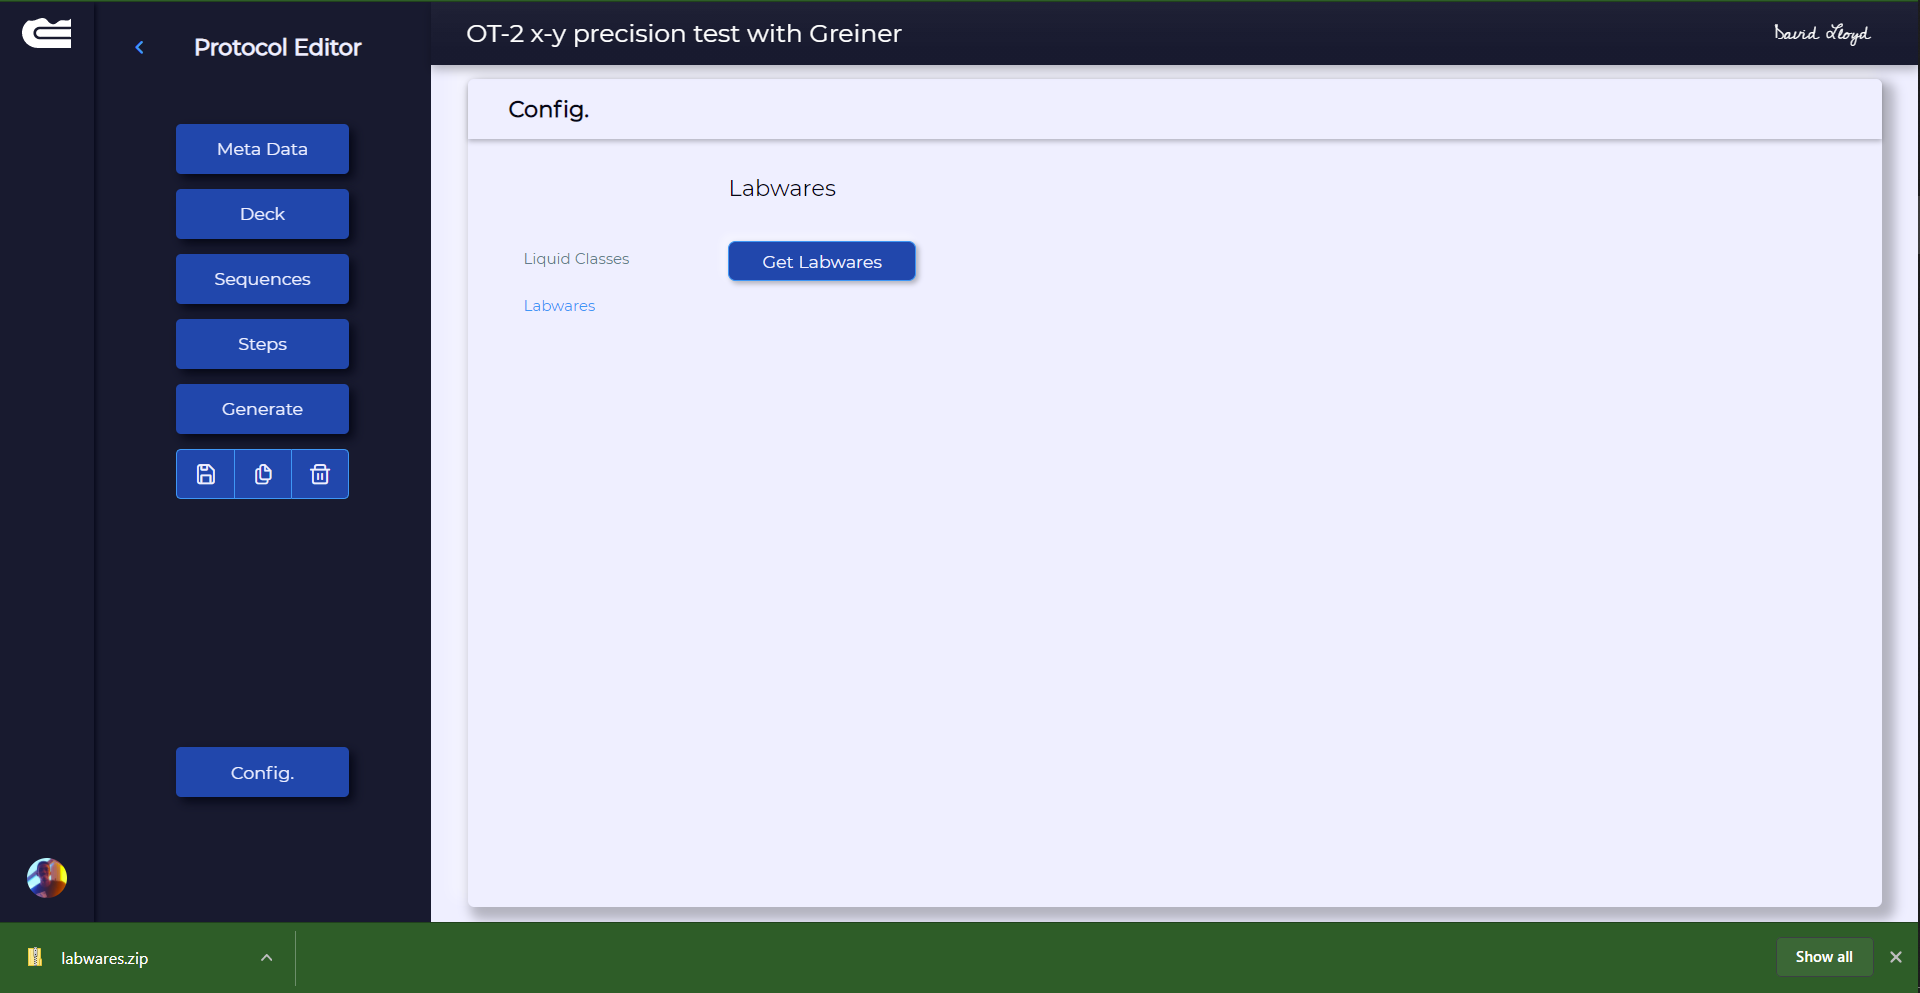 Protocol Editor
OT-2 x-y precision test with Greiner
David Lloyd
Meta Data
Deck
Sequences
Steps
Generate
Config.
Config.
Labwares
Liquid Classes
Labwares
Get Labwares
labwares.zip
Show all